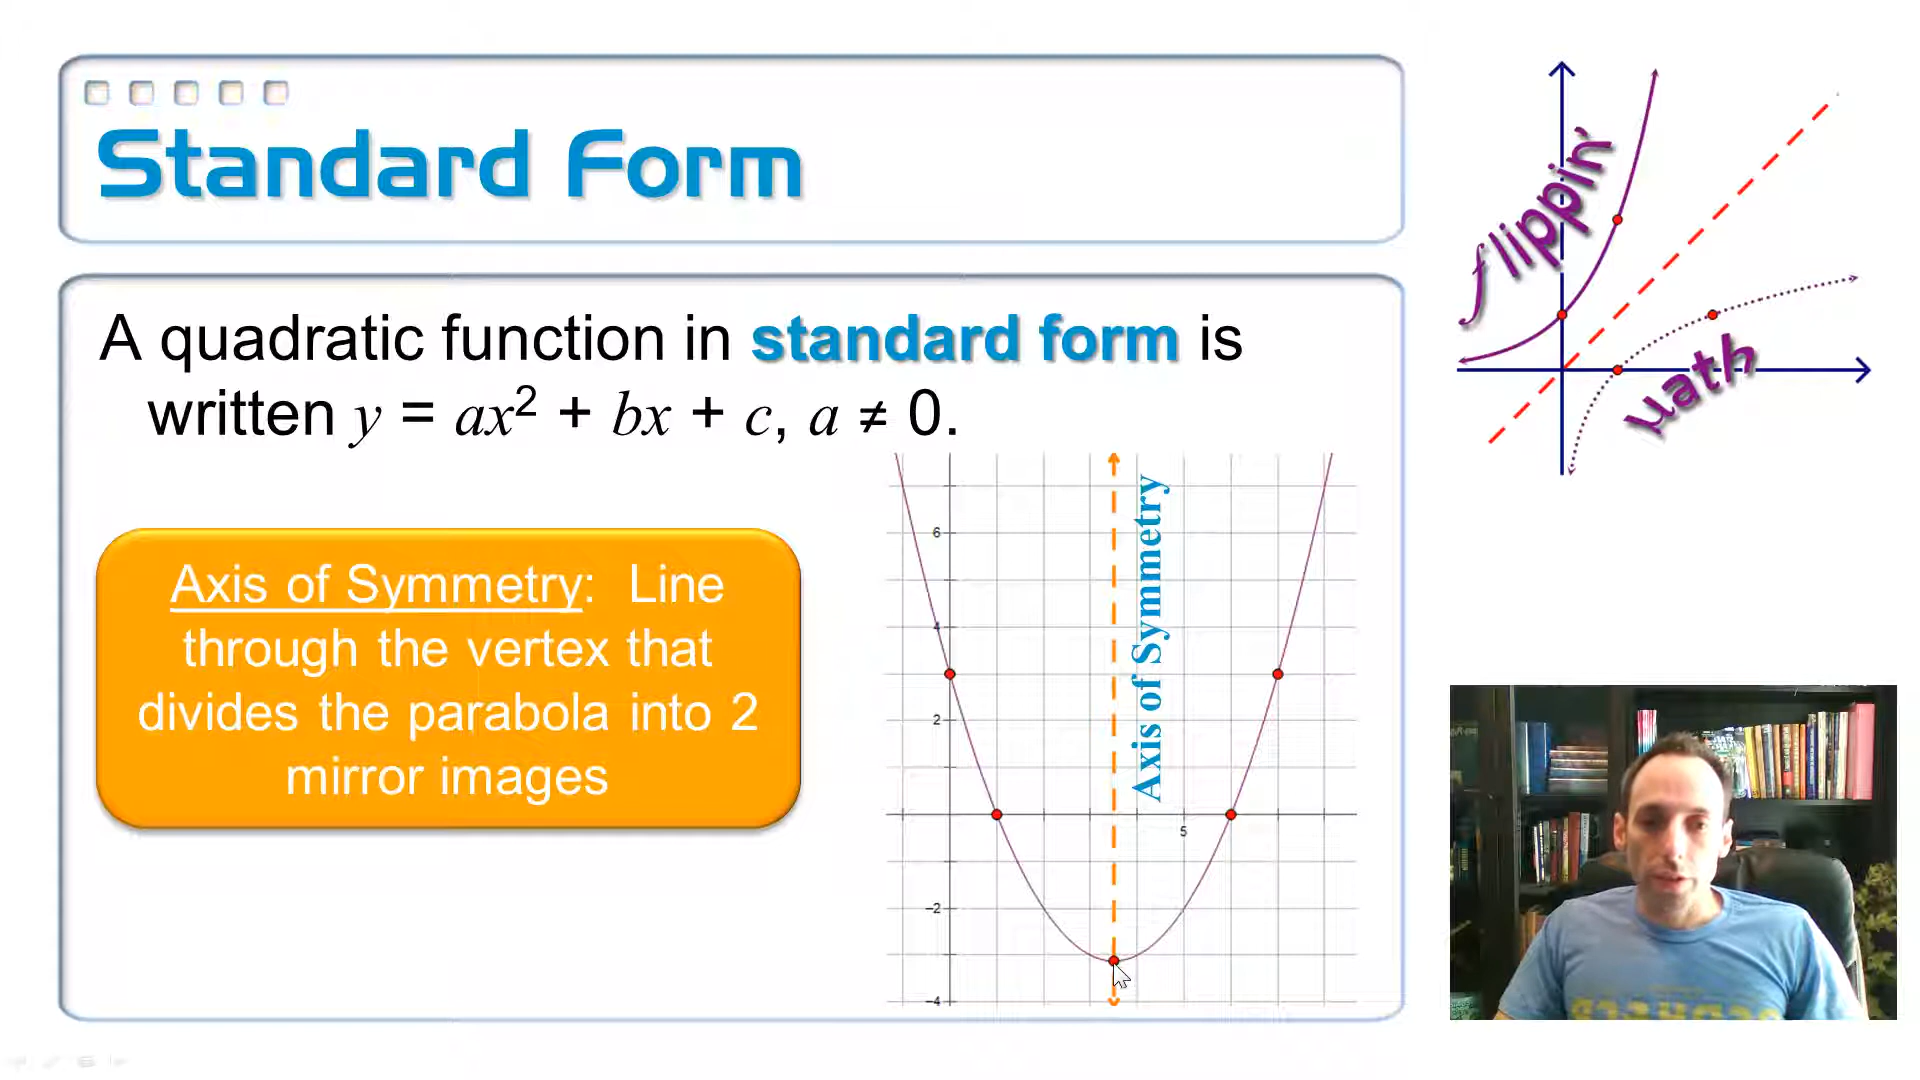 Standard Form
A quadratic function in standard form is
written y = ax² + bx + c, a ≠ 0.
Axis of Symmetry: Line
through the vertex that
divides the parabola into 2
mirror images
Axis of Symmetry
6
4
2
5
-2
-4
flippin'
math